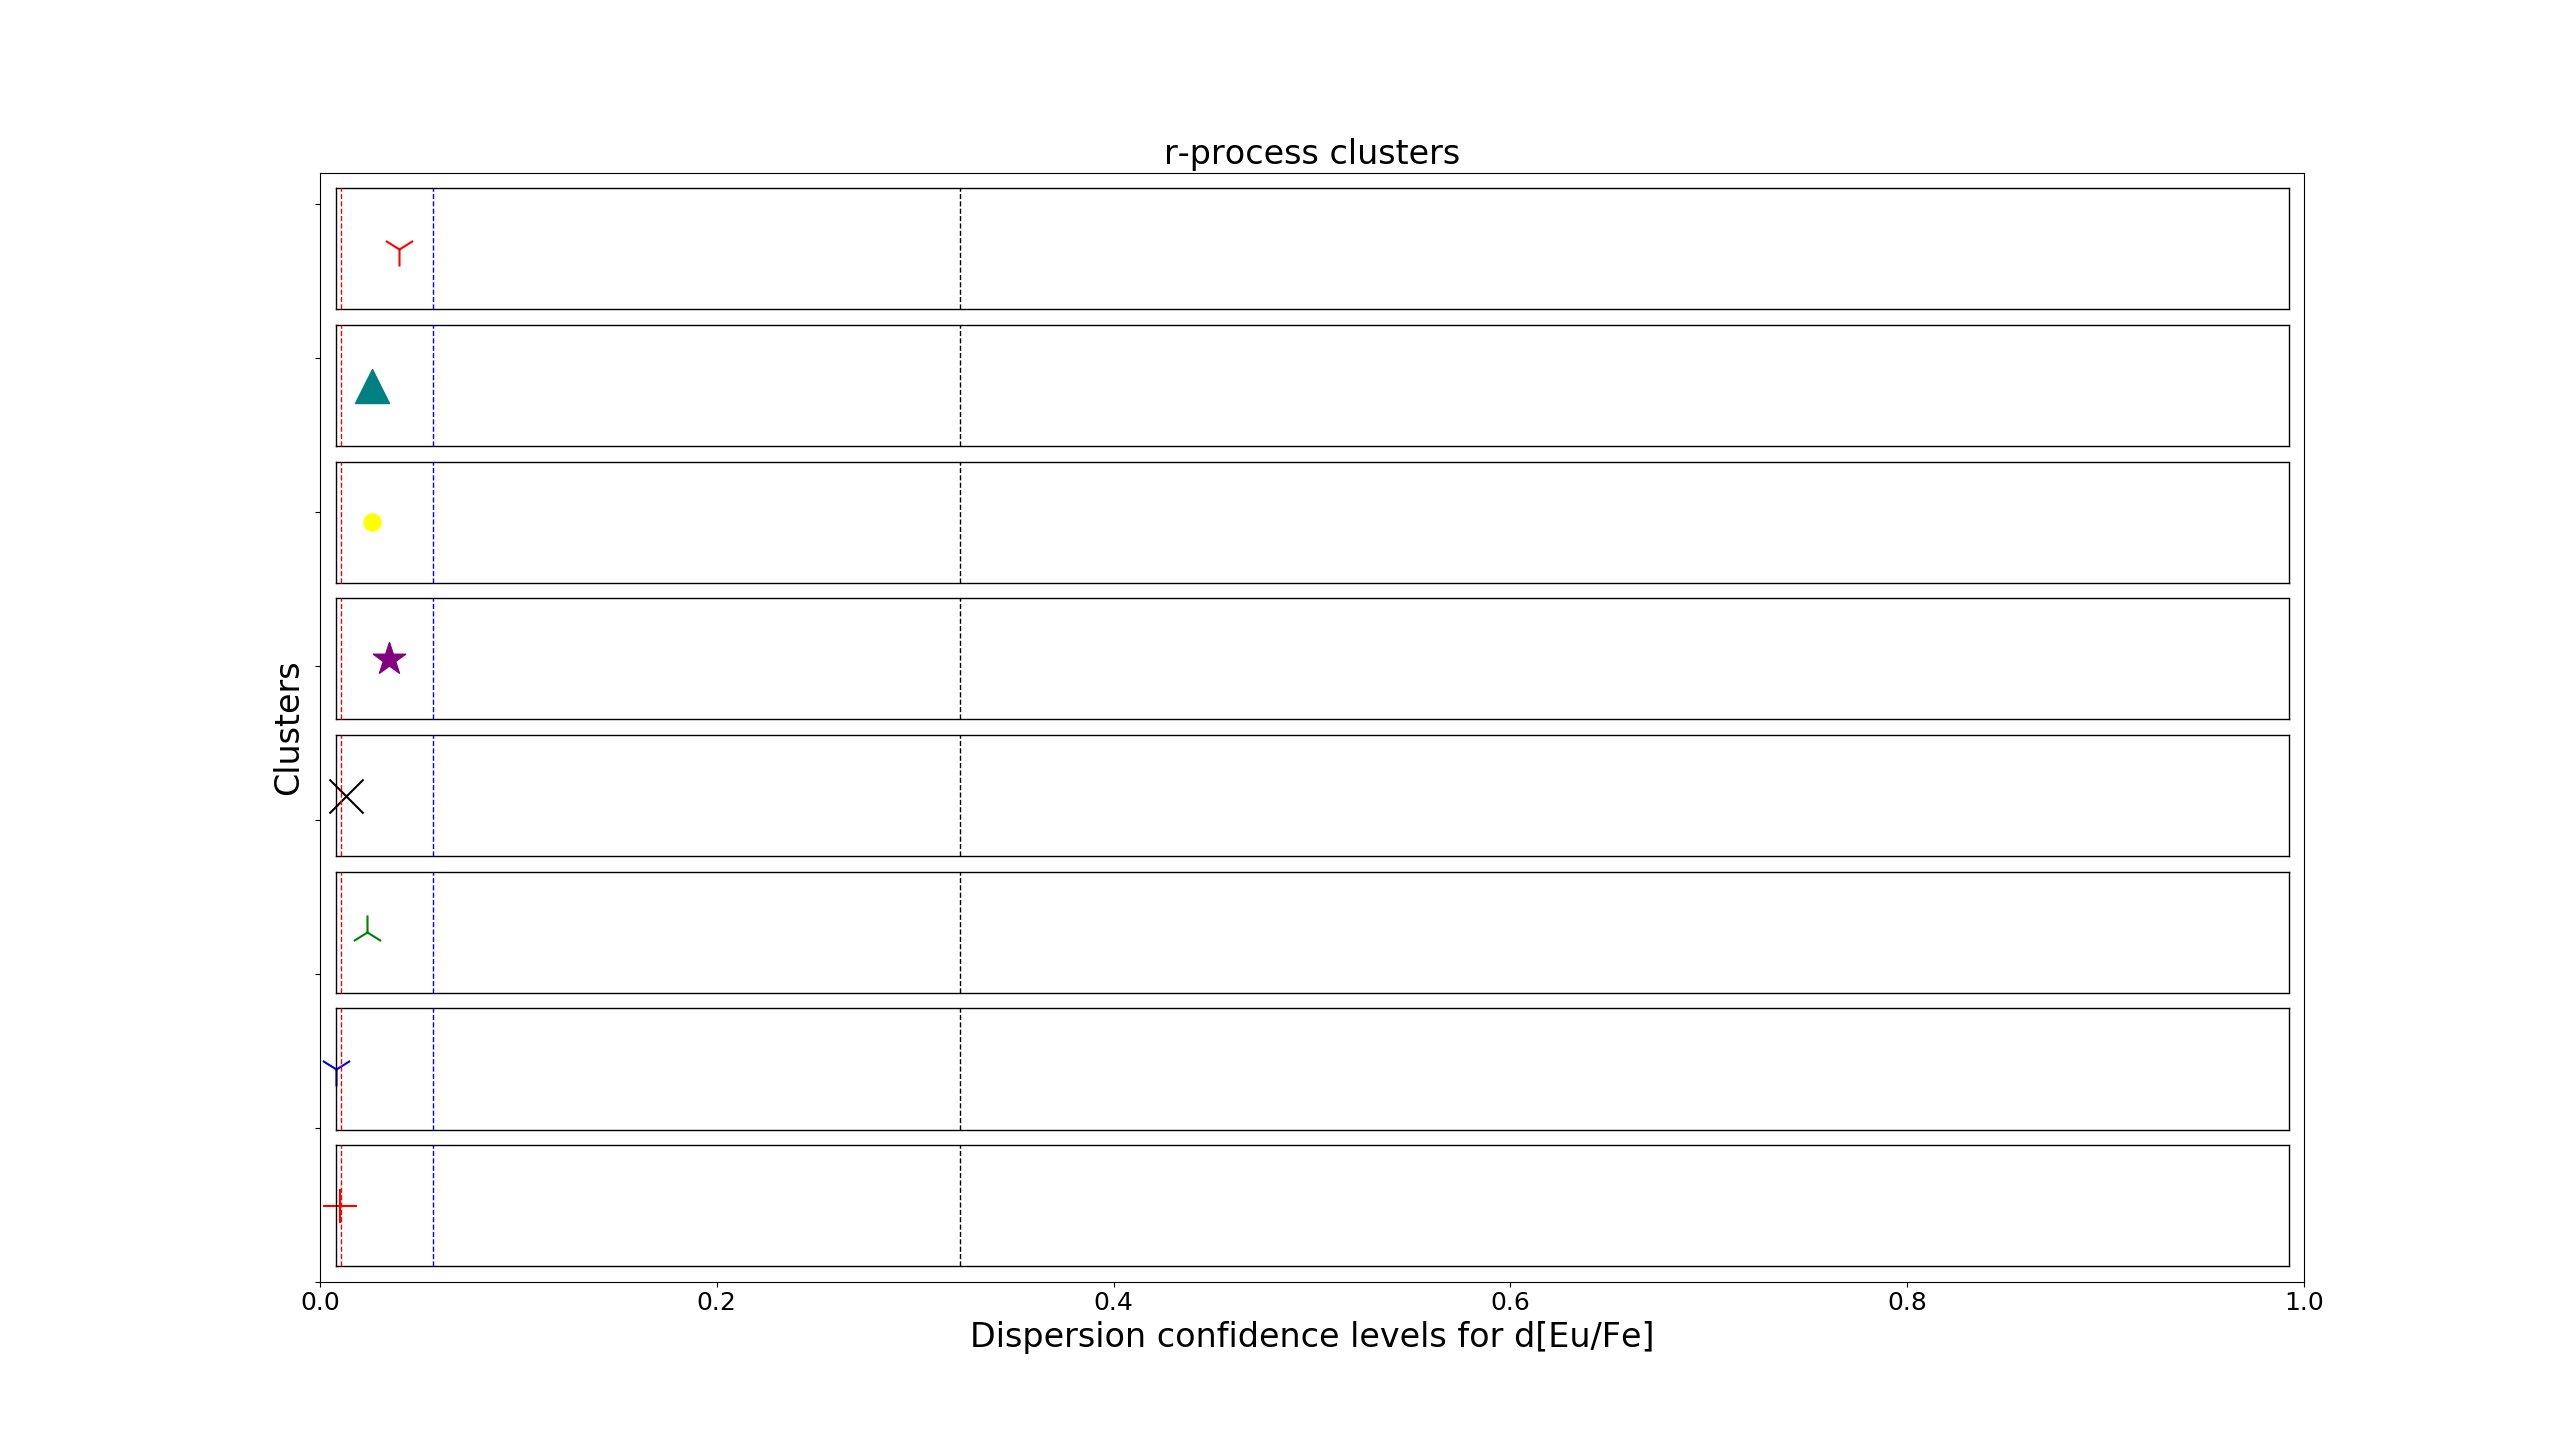 r-process clusters
Clusters
0.0 0.2 0.4 0.6 0.8 1.0
Dispersion confidence levels for d[Eu/Fe]